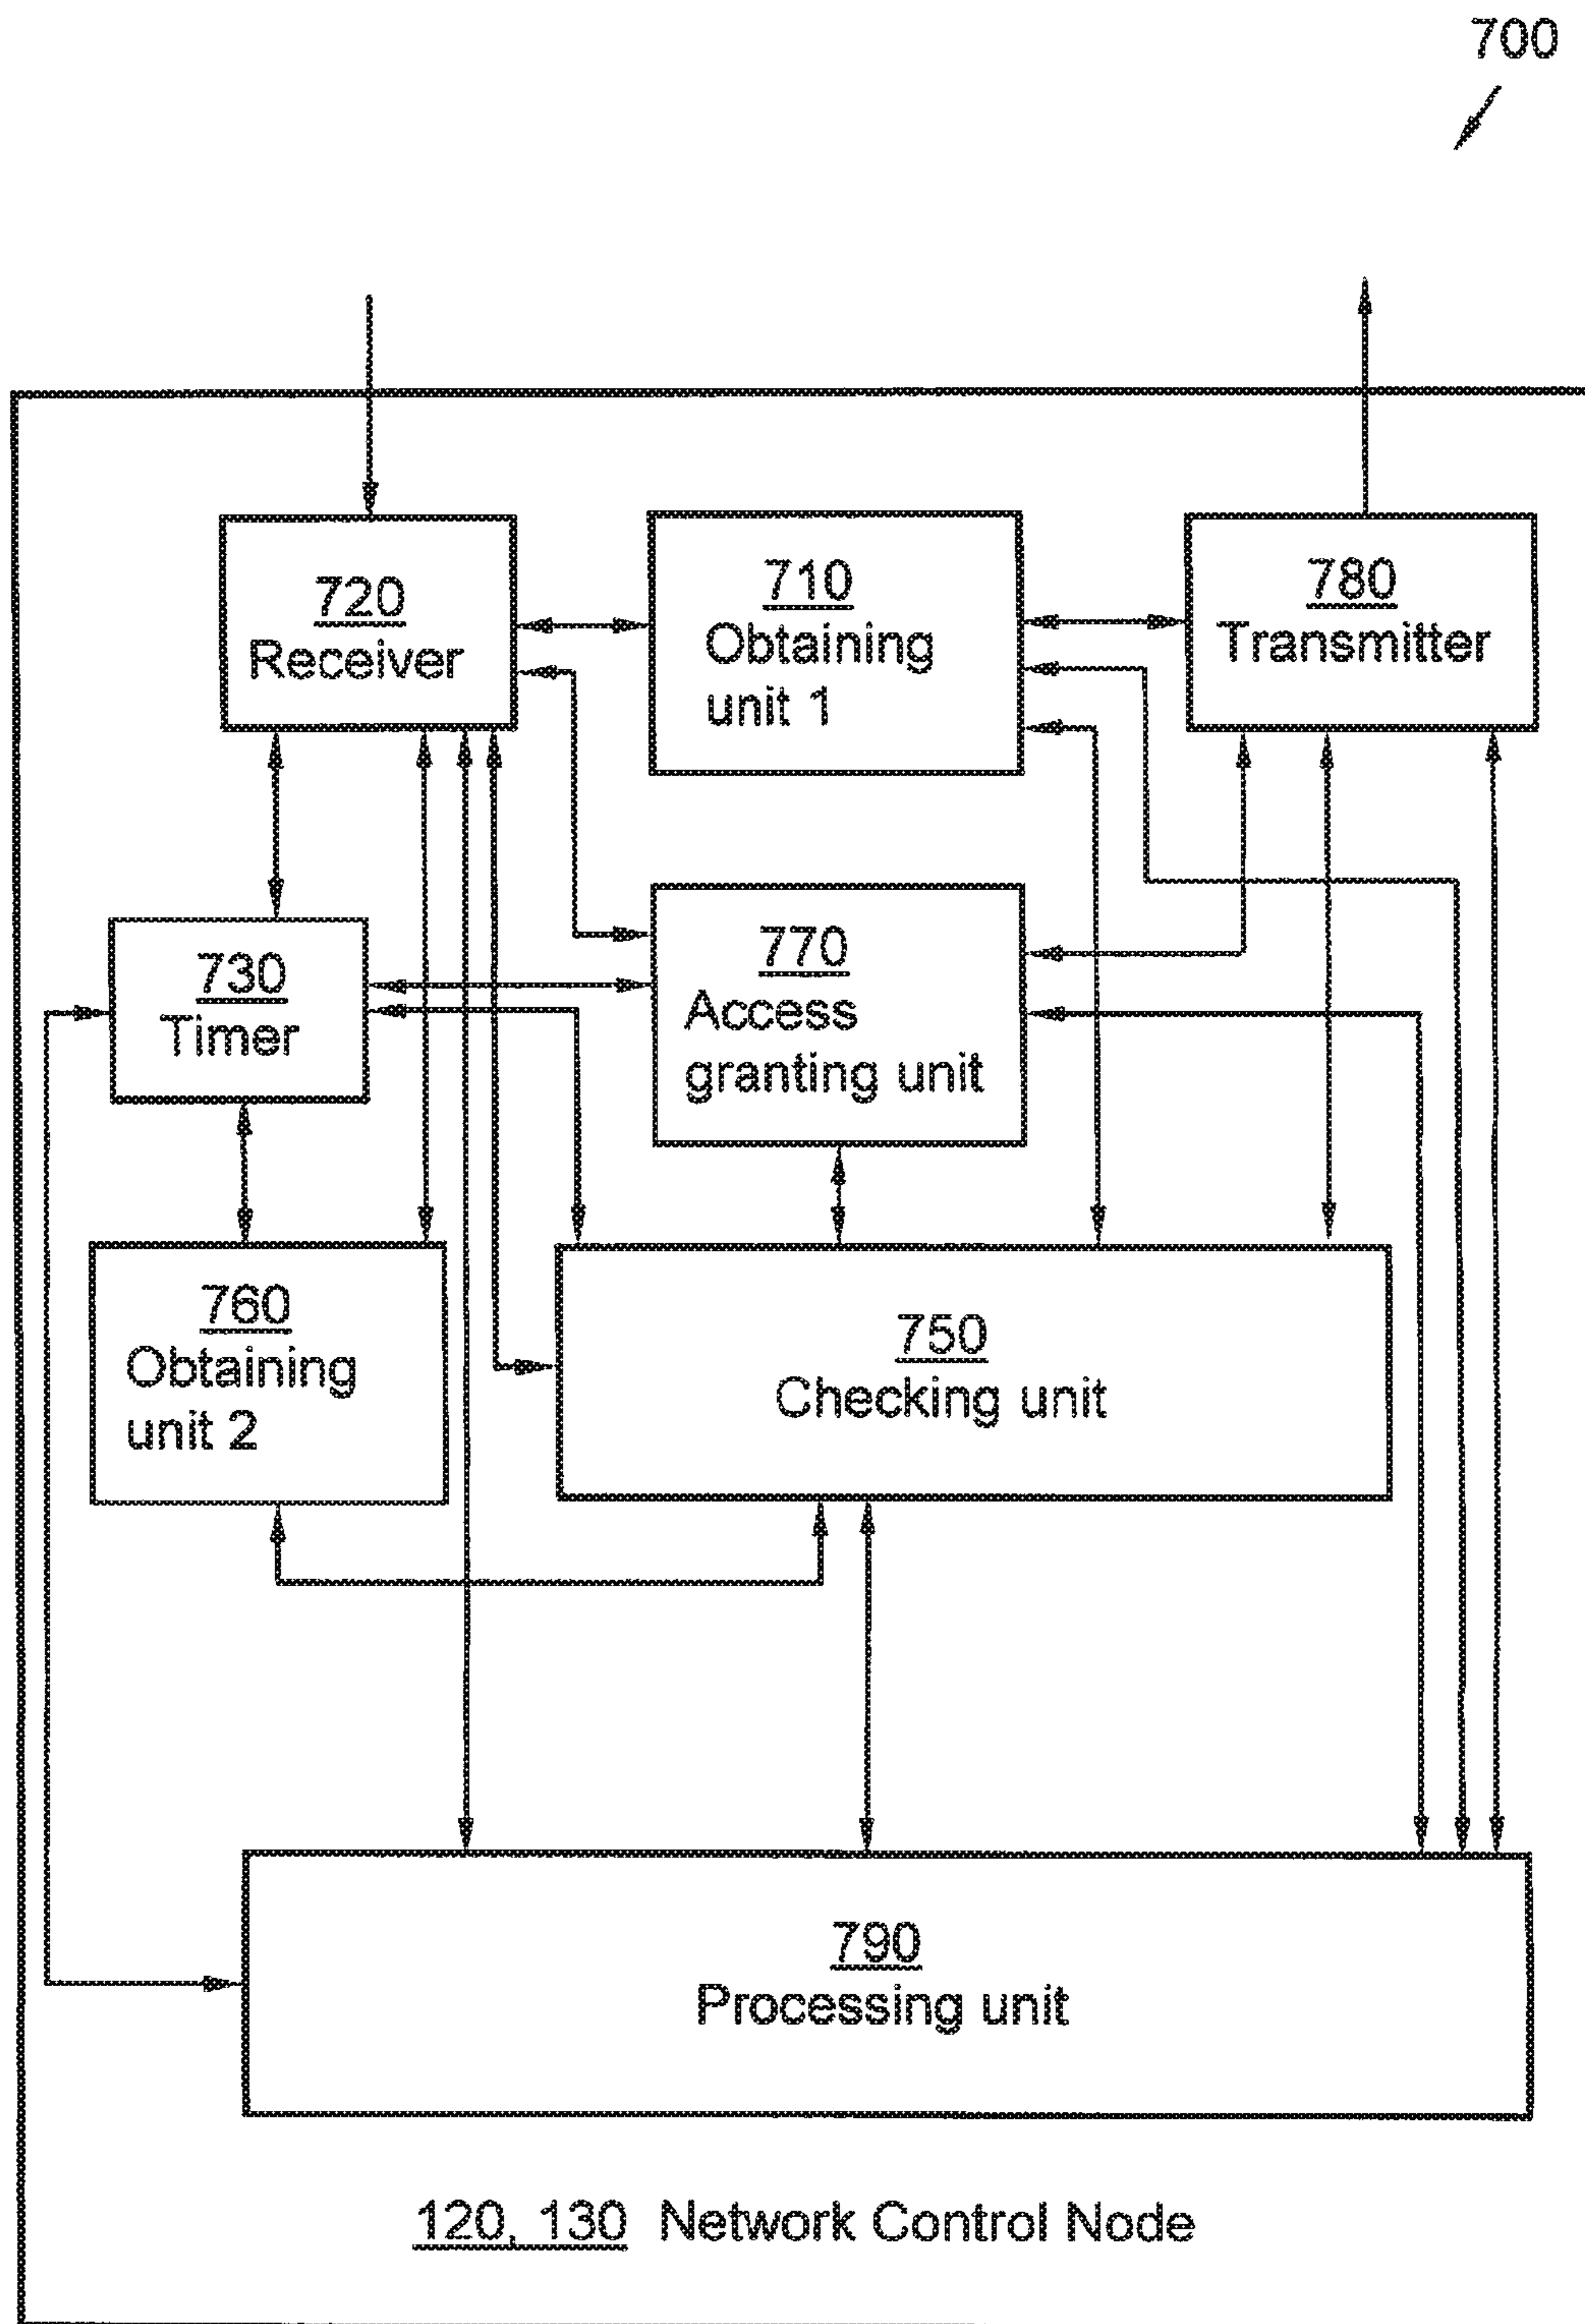 700
720
Receiver
710
Obtaining
unit 1
780
Transmitter
730
Timer
770
Access
granting unit
760
Obtaining
unit 2
750
Checking unit
790
Processing unit
120, 130 Network Control Node